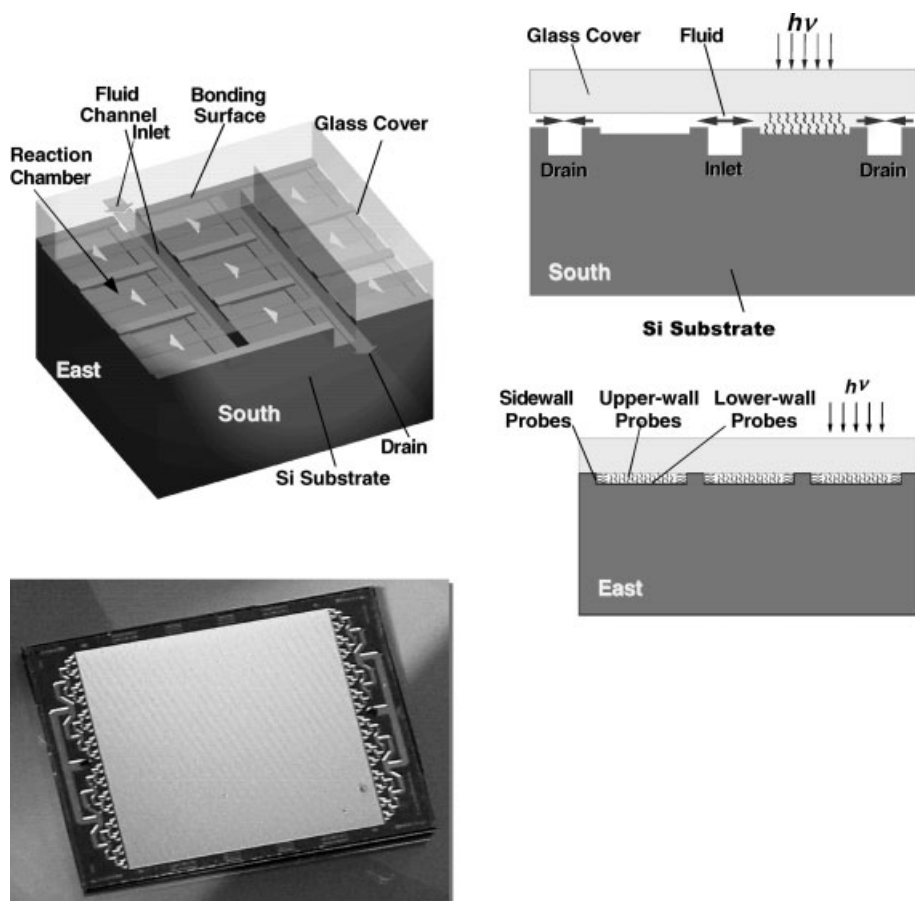 Fluid
Channel
Inlet
Bonding
Surface
Glass Cover
Reaction
Chamber
East
South
Drain
Si Substrate
hν
Glass Cover
Fluid
Drain
Inlet
Drain
South
Si Substrate
hν
Sidewall
Probes
Upper-wall
Probes
Lower-wall
Probes
East